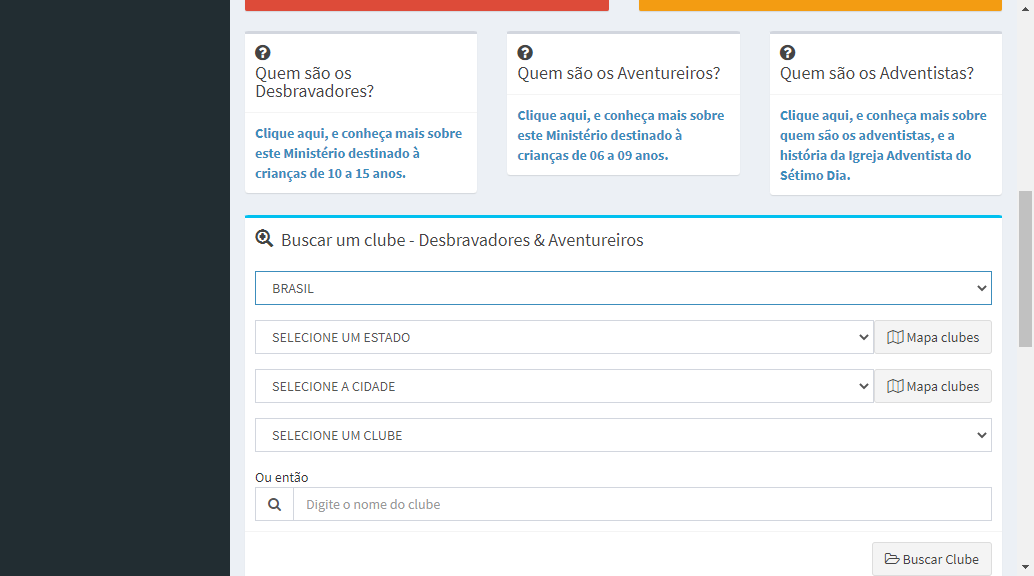 Quem são os
Desbravadores?
Clique aqui, e conheça mais sobre
este Ministério destinado à
crianças de 10 a 15 anos.
Quem são os Aventureiros?
Clique aqui, e conheça mais sobre
este Ministério destinado à
crianças de 06 a 09 anos.
Quem são os Adventistas?
Clique aqui, e conheça mais sobre
quem são os adventistas, e a
história da Igreja Adventista do
Sétimo Dia.
Buscar um clube - Desbravadores & Aventureiros
BRASIL
SELECIONE UM ESTADO
Mapa clubes
SELECIONE A CIDADE
Mapa clubes
SELECIONE UM CLUBE
Ou então
Digite o nome do clube
Buscar Clube